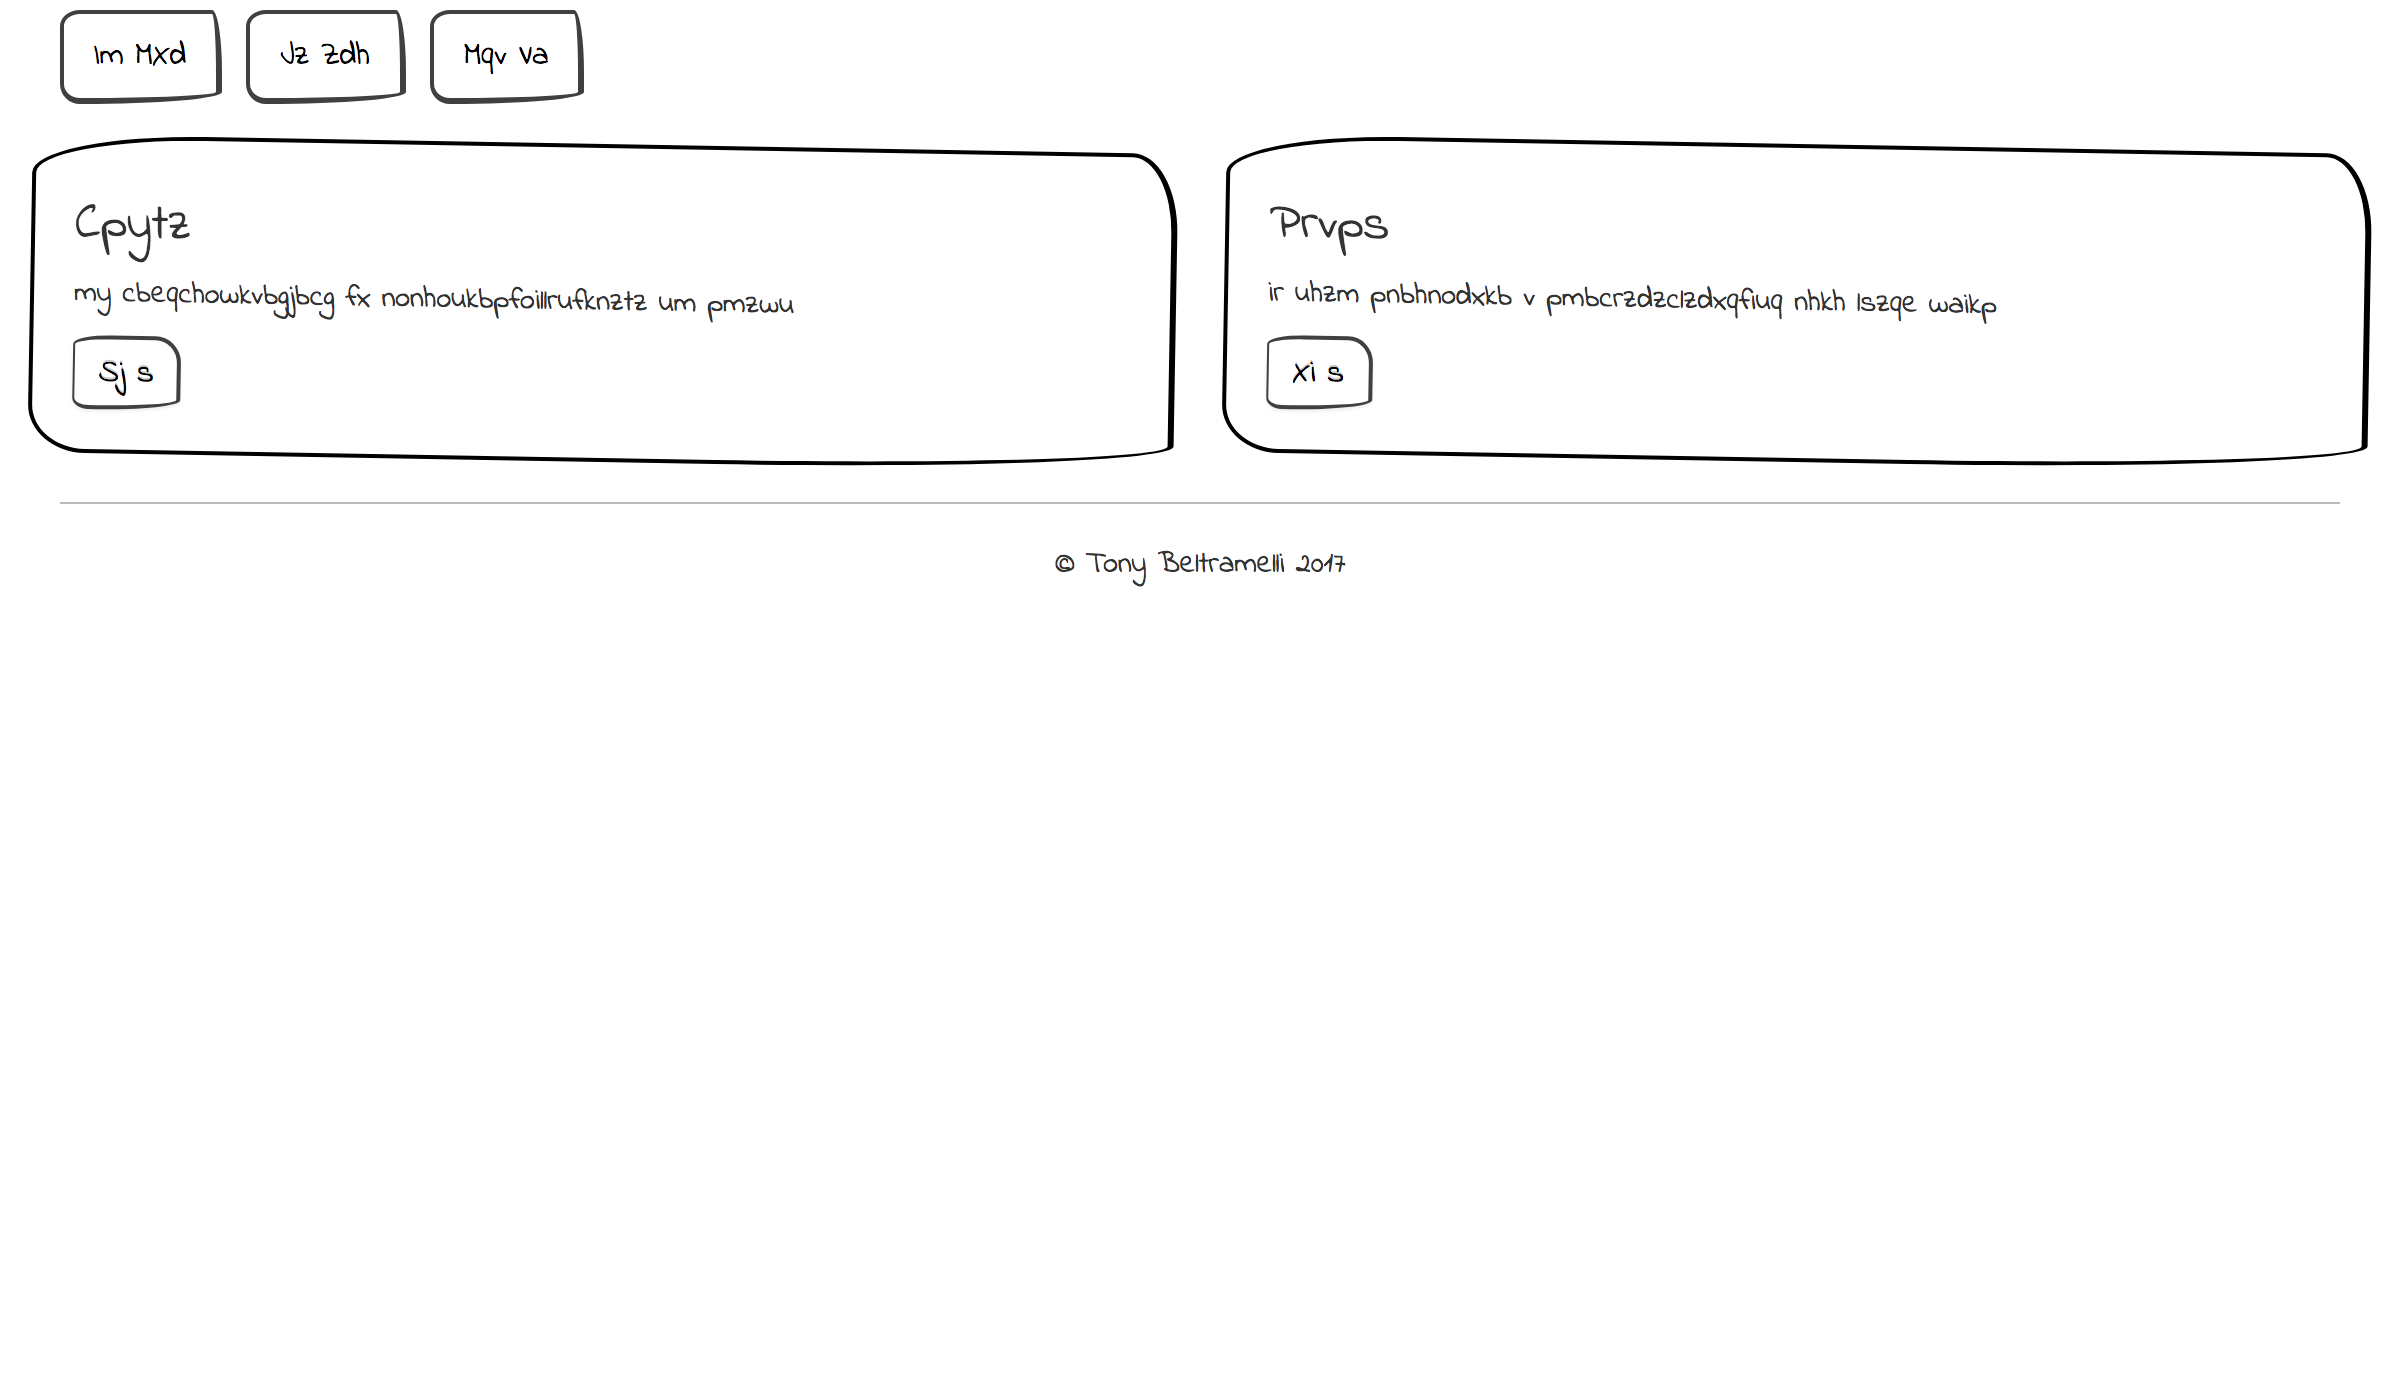 Im Mxd
Jz Zdh
Mqv Va
Cpytz
my cbeqchowkvbgjbcg fx nonhoukbpfoillrufknztz um pmzwu
Sj s
Prvps
ir uhzm pnbhnodxkb v pmbcrzdzclzdxqfiuq nhkh lszqe waikp
Xi s
© Tony Beltramelli 2017